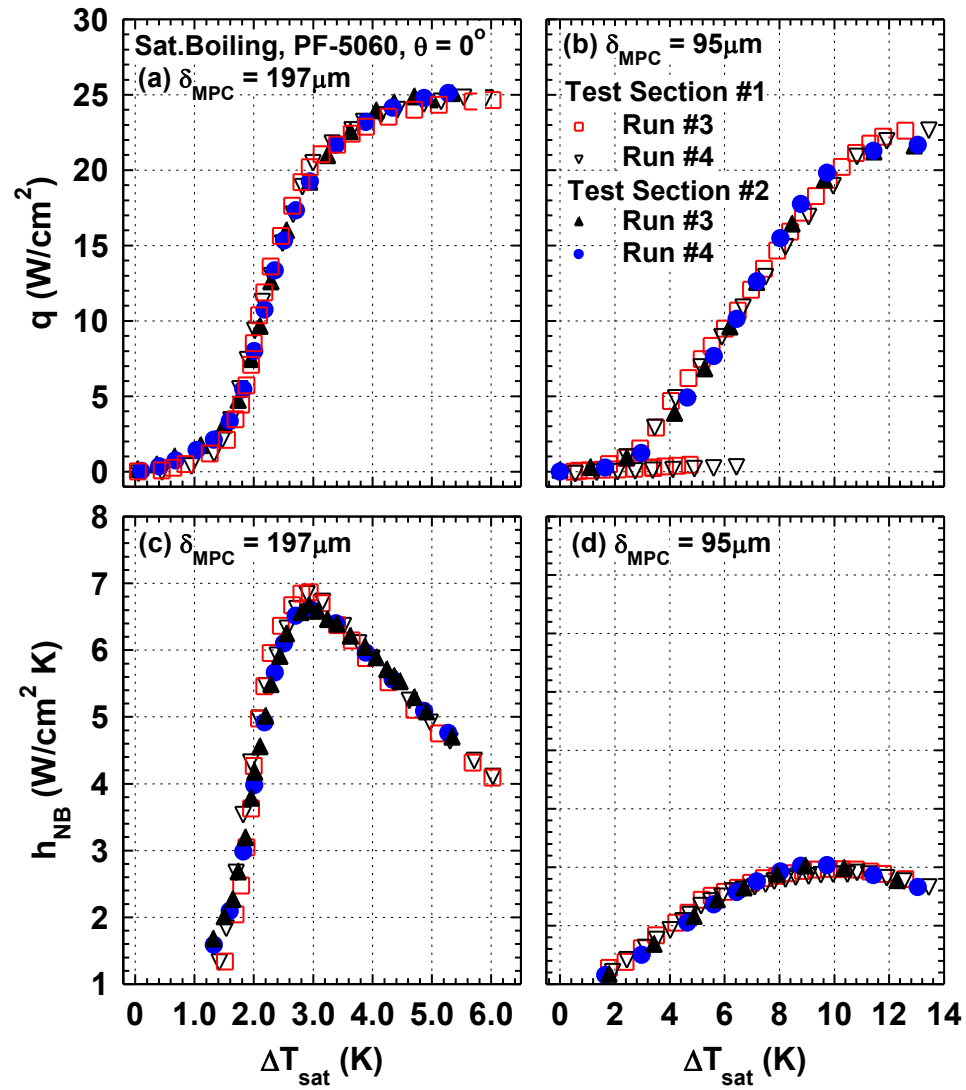 Sat.Boiling, PF-5060, θ = 0°
(a) δMPC = 197μm
(b) δMPC = 95μm
Test Section #1
Run #3
Run #4
Test Section #2
Run #3
Run #4
q (W/cm²)
30
25
20
15
10
5
0
(c) δMPC = 197μm
(d) δMPC = 95μm
hNB (W/cm² K)
8
7
6
5
4
3
2
1
0 1.0 2.0 3.0 4.0 5.0 6.0
0 2 4 6 8 10 12 14
ΔTsat (K)
ΔTsat (K)